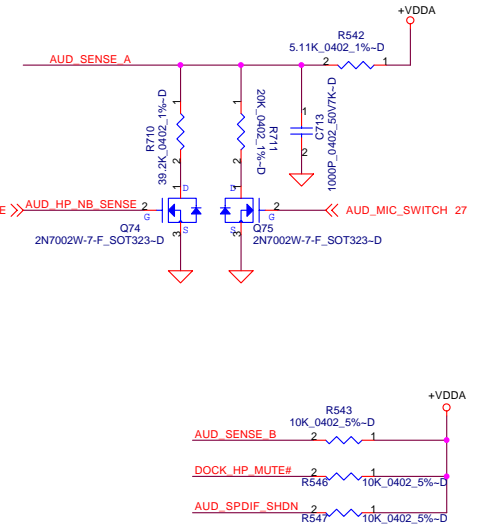 +VDDA
R542
5.11K_0402_1%~D
AUD_SENSE_A
2 1
1 1 1
R710
39.2K_0402_1%~D
20K_0402_1%~D
R711
C713
1000P_0402_50V7K~D
2 2 2
1 D D 1
E AUD_HP_NB_SENSE 2 G G 2 AUD_MIC_SWITCH 27
3 S S 3
Q74 Q75
2N7002W-7-F_SOT323~D 2N7002W-7-F_SOT323~D
+VDDA
R543
10K_0402_5%~D
AUD_SENSE_B 2 1
DOCK_HP_MUTE# 2 1
R546 10K_0402_5%~D
AUD_SPDIF_SHDN 2 1
R547 10K_0402_5%~D